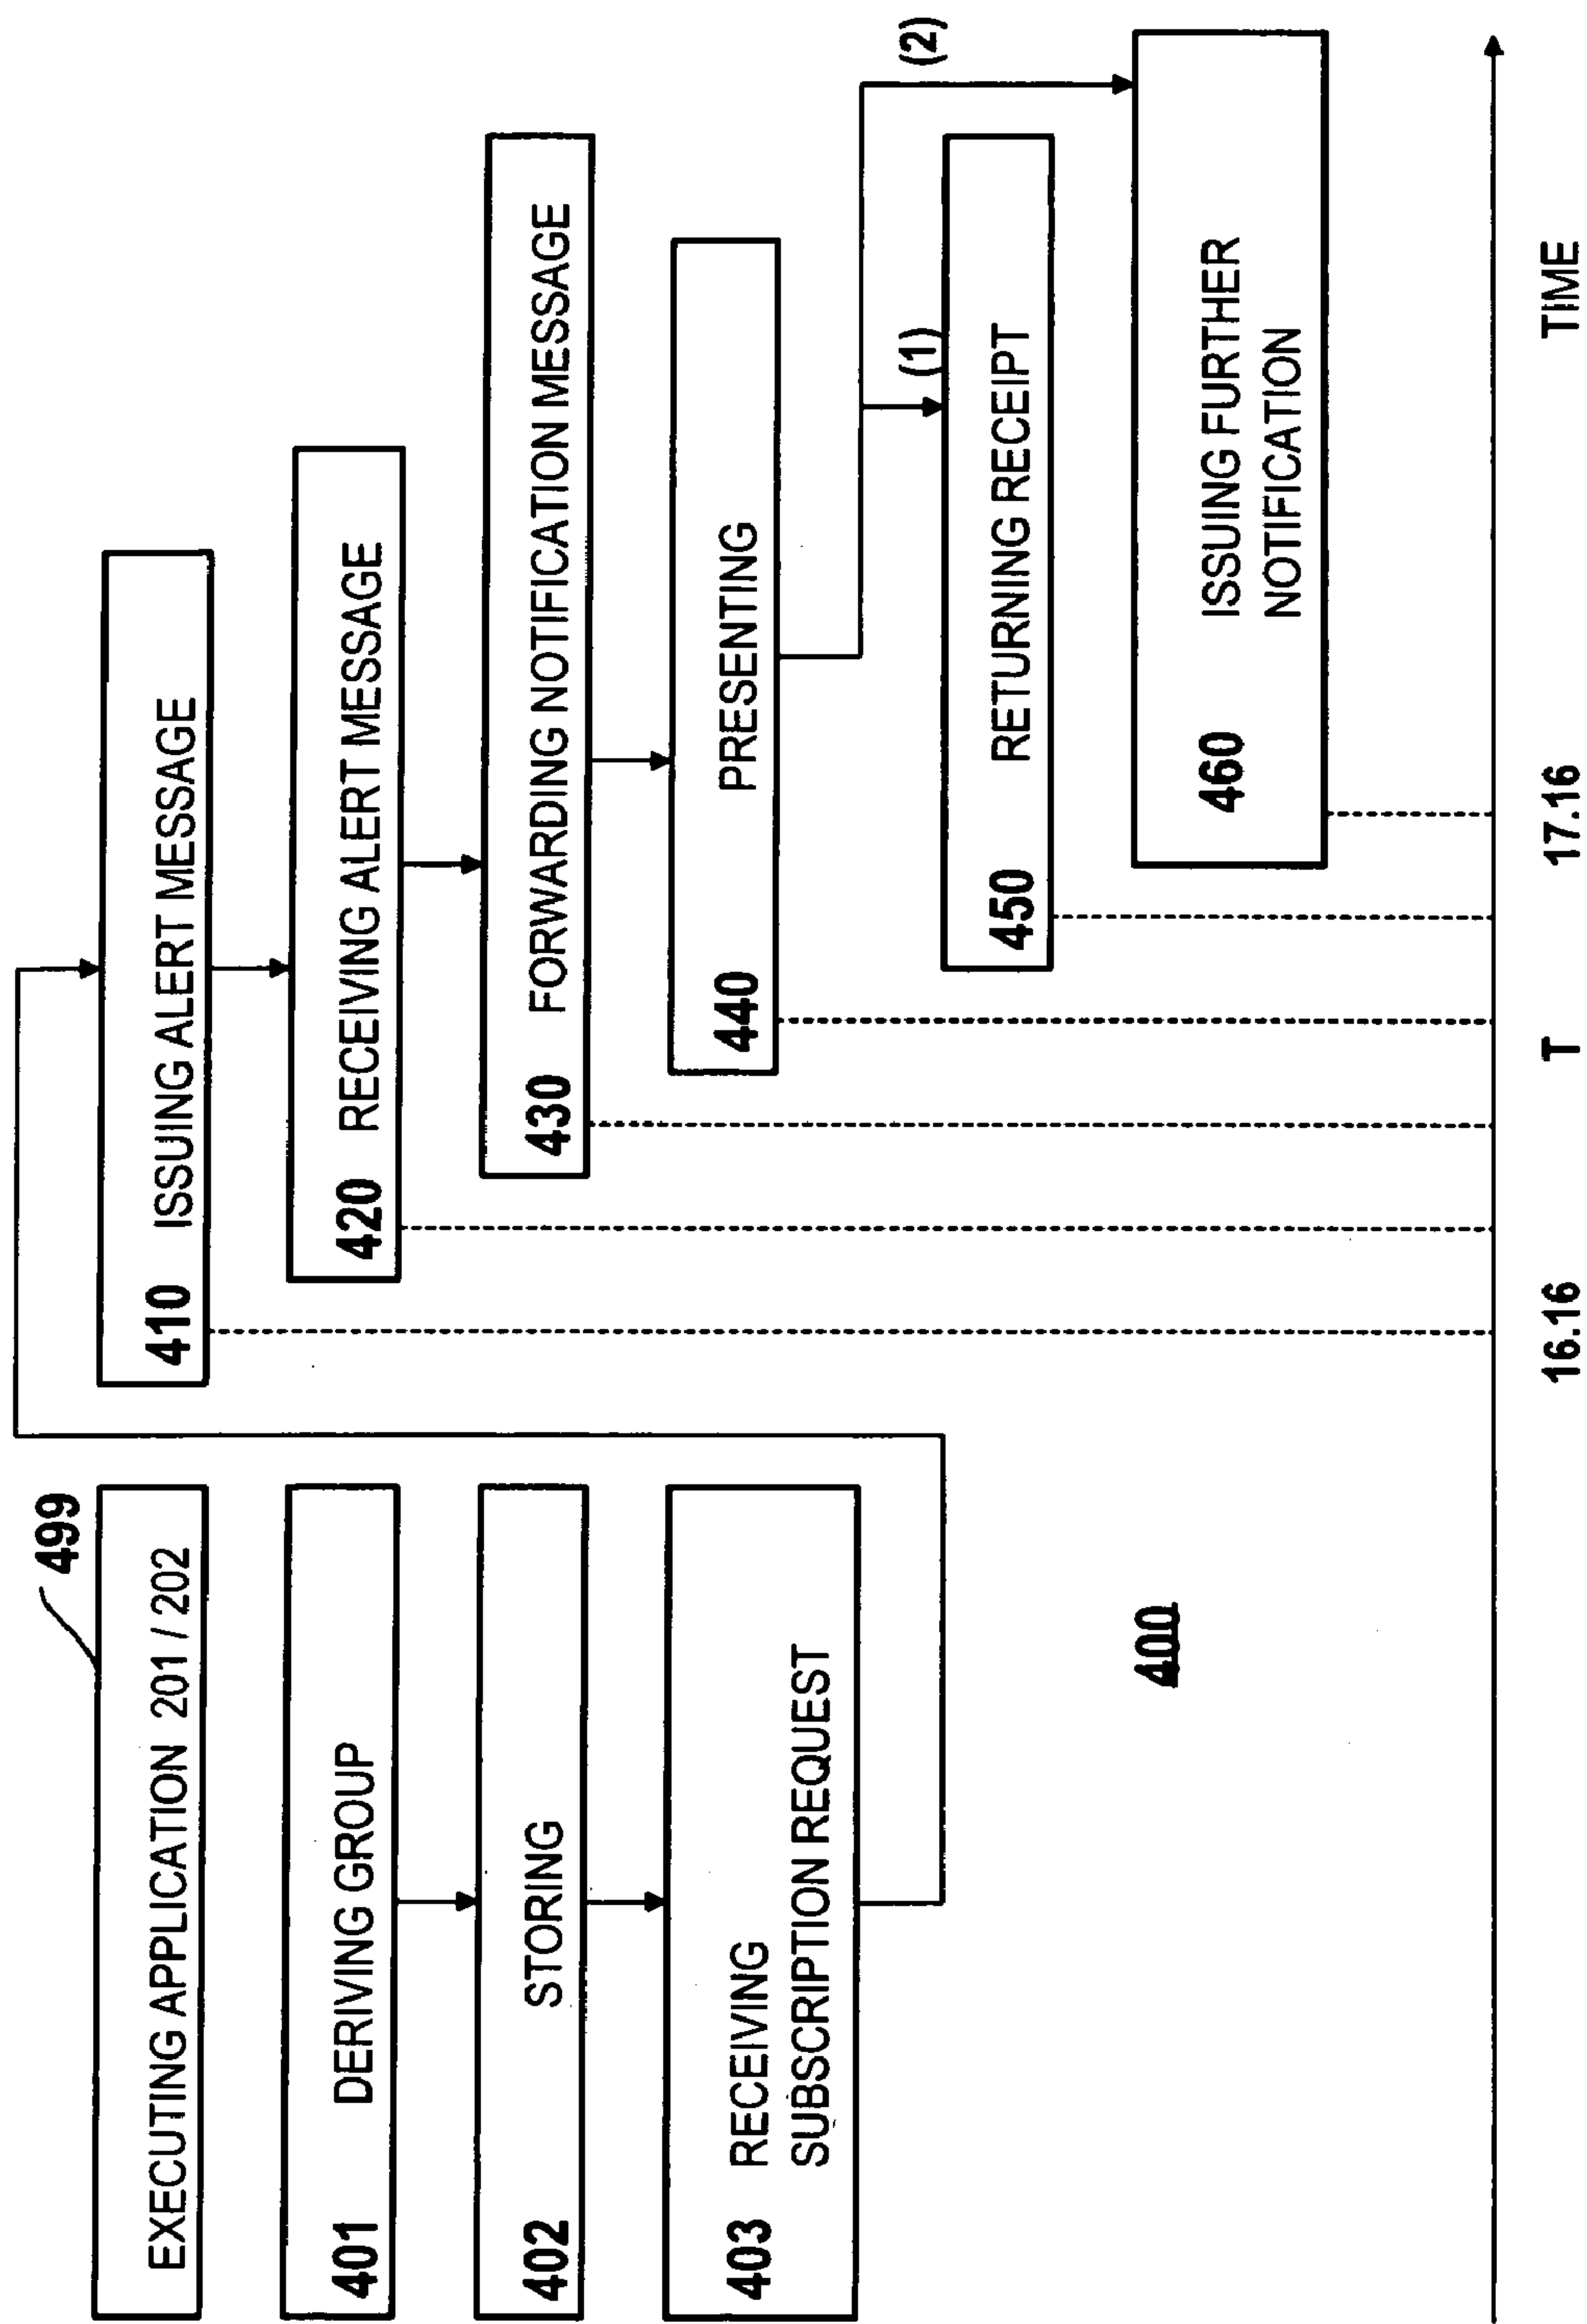 499
EXECUTING APPLICATION 201 / 202
401 DERIVING GROUP
402 STORING
403 RECEIVING
SUBSCRIPTION REQUEST
410 ISSUING ALERT MESSAGE
420 RECEIVING ALERT MESSAGE
430 FORWARDING NOTIFICATION MESSAGE
440 PRESENTING
(1)
(2)
450 RETURNING RECEIPT
460 ISSUING FURTHER
NOTIFICATION
400
16.16 T 17.16 TIME